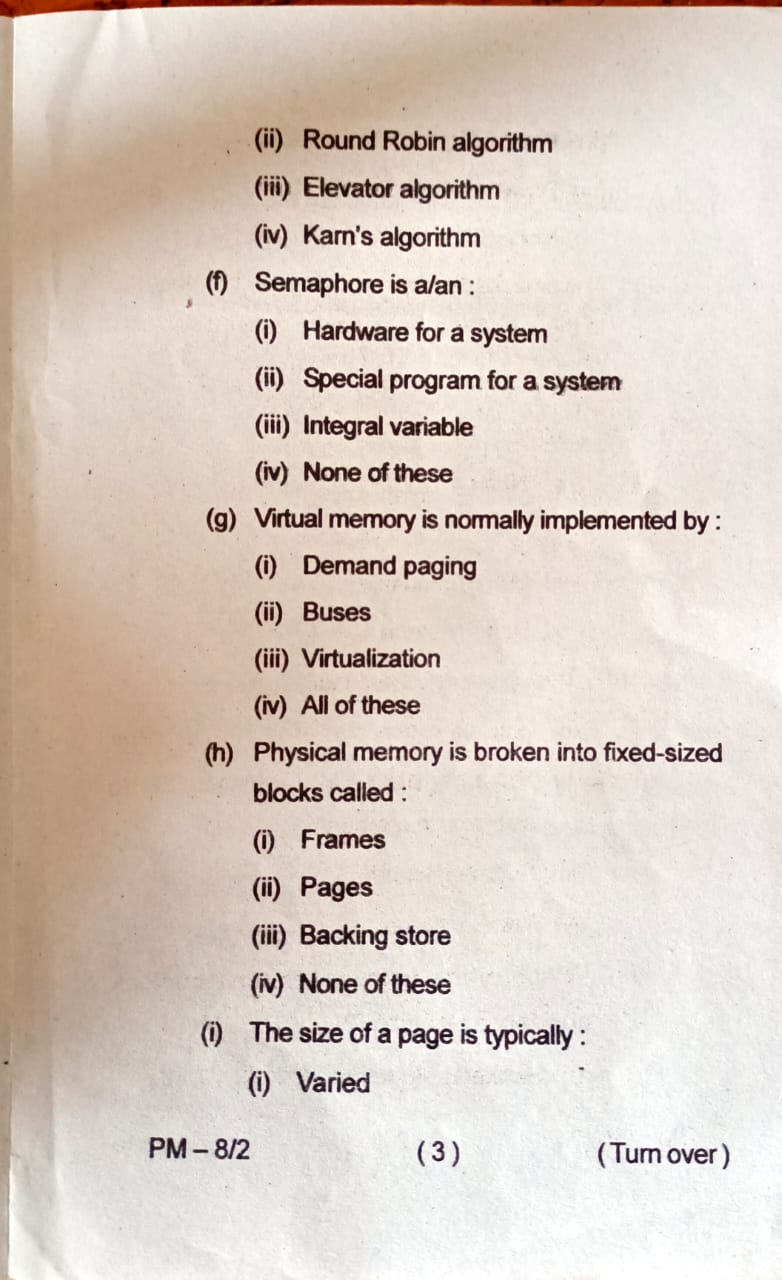 (ii) Round Robin algorithm
(iii) Elevator algorithm
(iv) Karn's algorithm
(f) Semaphore is a/an :
(i) Hardware for a system
(ii) Special program for a system
(iii) Integral variable
(iv) None of these
(g) Virtual memory is normally implemented by :
(i) Demand paging
(ii) Buses
(iii) Virtualization
(iv) All of these
(h) Physical memory is broken into fixed-sized
blocks called :
(i) Frames
(ii) Pages
(iii) Backing store
(iv) None of these
(i) The size of a page is typically :
(i) Varied
PM – 8/2 (3) (Turn over)